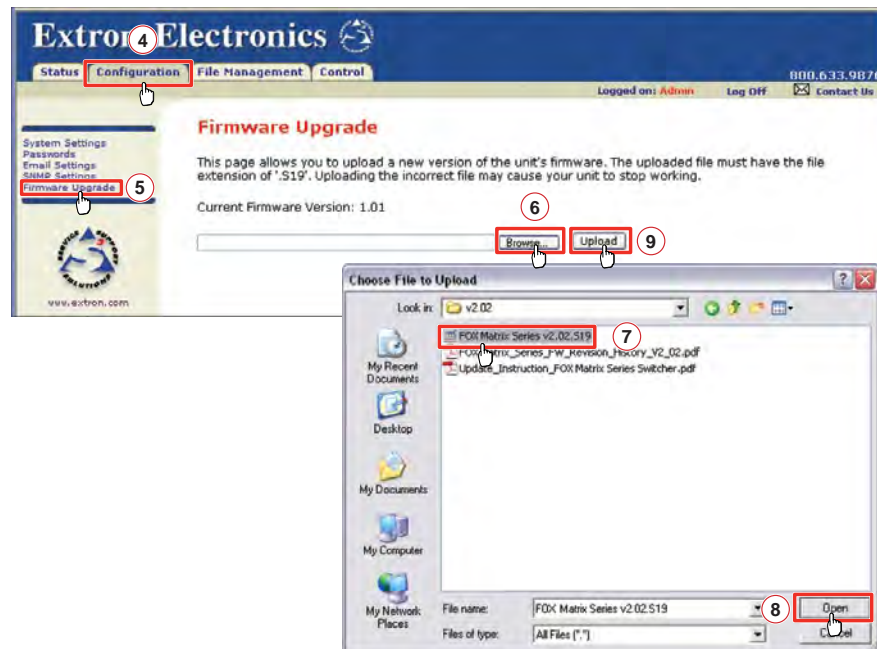 Extron Electronics
4
Status Configuration File Management Control
800.633.987
Logged on: Admin Log Off Contact Us
System Settings
Passwords
Email Settings
SNMP Settings
Firmware Upgrade
5
Firmware Upgrade
This page allows you to upload a new version of the unit's firmware. The uploaded file must have the file
extension of '.S19'. Uploading the incorrect file may cause your unit to stop working.
Current Firmware Version: 1.01
6
Browse... Upload 9
SERVICE SUPPORT
SOLUTIONS
S3
www.extron.com
Choose File to Upload
Look in: v2.02
FOX Matrix Series v2.02.S19 7
FOX_Matrix_Series_FW_Revision_History_V2_02.pdf
Update_Instruction_FOX Matrix Series Switcher.pdf
My Recent
Documents
Desktop
My Documents
My Computer
My Network
Places
File name: FOX Matrix Series v2.02.S19 8 Open
Files of type: All Files (*.*) Cancel